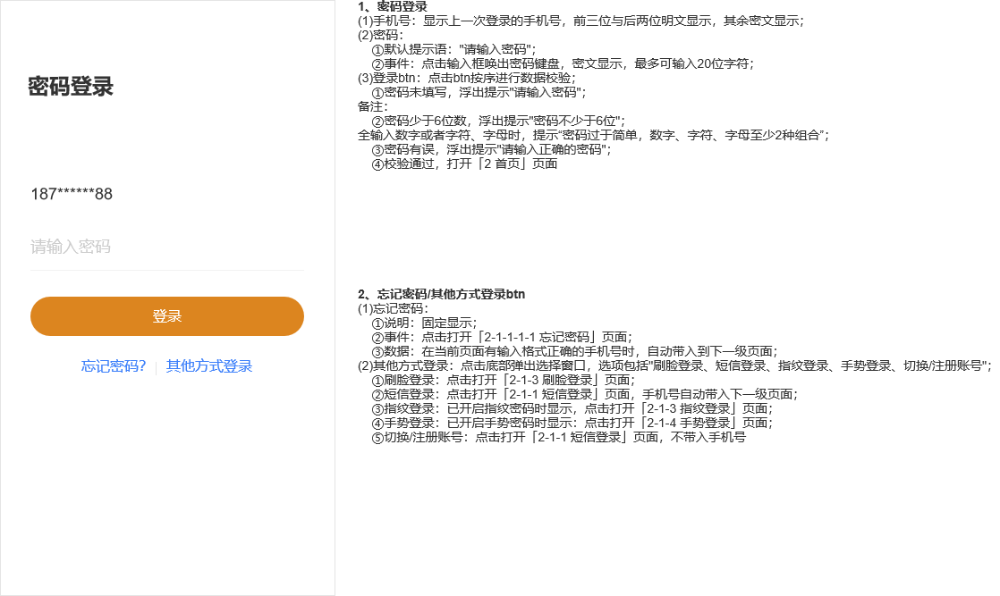 密码登录
187******88
请输入密码
登录
忘记密码?
其他方式登录
1、密码登录
(1)手机号：显示上一次登录的手机号，前三位与后两位明文显示，其余密文显示；
(2)密码：
①默认提示语："请输入密码"；
②事件：点击输入框唤出密码键盘，密文显示，最多可输入20位字符；
(3)登录btn：点击btn按序进行数据校验；
①密码未填写，浮出提示"请输入密码"；
备注：
②密码少于6位数，浮出提示"密码不少于6位"；
全输入数字或者字符、字母时，提示“密码过于简单，数字、字符、字母至少2种组合”；
③密码有误，浮出提示"请输入正确的密码"；
④校验通过，打开「2 首页」页面
2、忘记密码/其他方式登录btn
(1)忘记密码：
①说明：固定显示；
②事件：点击打开「2-1-1-1-1 忘记密码」页面；
③数据：在当前页面有输入格式正确的手机号时，自动带入到下一级页面；
(2)其他方式登录：点击底部弹出选择窗口，选项包括"刷脸登录、短信登录、指纹登录、手势登录、切换/注册账号"；
①刷脸登录：点击打开「2-1-3 刷脸登录」页面；
②短信登录：点击打开「2-1-1 短信登录」页面，手机号自动带入下一级页面；
③指纹登录：已开启指纹密码时显示，点击打开「2-1-3 指纹登录」页面；
④手势登录：已开启手势密码时显示：点击打开「2-1-4 手势登录」页面；
⑤切换/注册账号：点击打开「2-1-1 短信登录」页面，不带入手机号